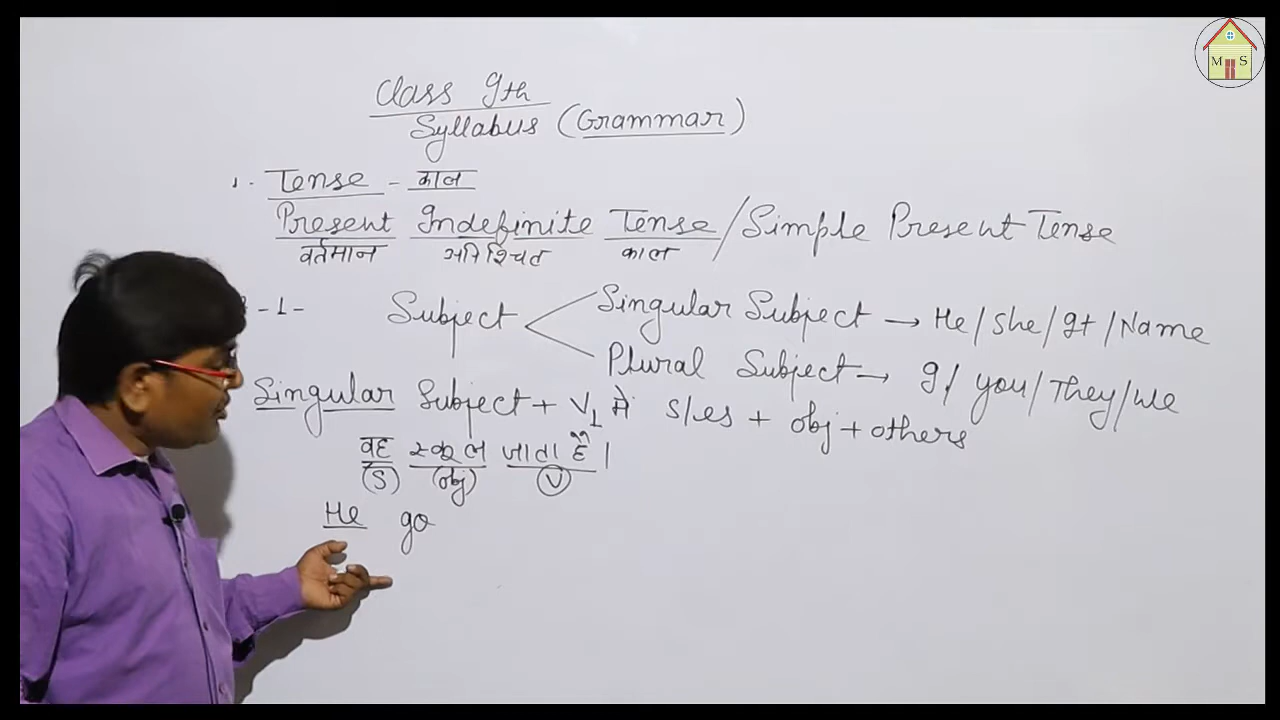 M S
Class 9th
Syllabus (Grammar)
1. Tense - काल
Present Indefinite Tense / Simple Present Tense
वर्तमान अनिश्चित काल
- 1 - Subject Singular Subject → He / She / It / Name
Plural Subject → I / you / They / We
Singular Subject + V1 में s/es + obj + others
वह स्कूल जाता है।
(S) (obj) (V)
He go